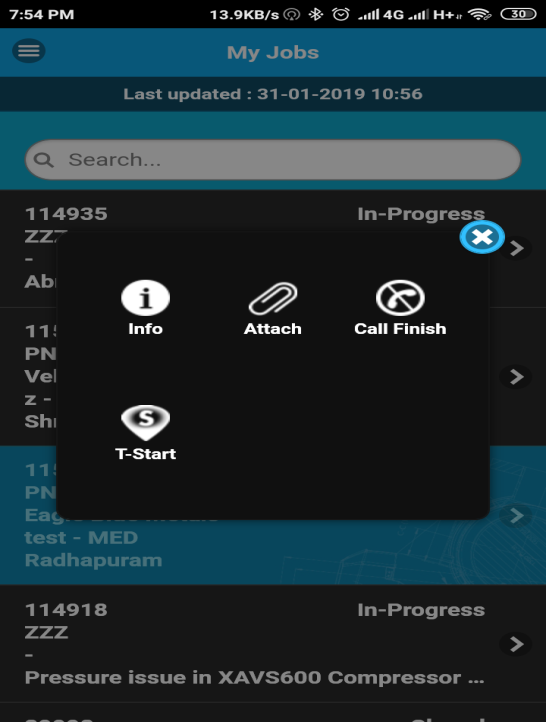 7:54 PM 13.9KB/s 4G H+ 30
My Jobs
Last updated : 31-01-2019 10:56
Search...
114935 In-Progress
ZZZ
-
Info Attach Call Finish
PN
z -
T-Start
PN
test - MED
Radhapuram
114918 In-Progress
ZZZ
-
Pressure issue in XAVS600 Compressor ...